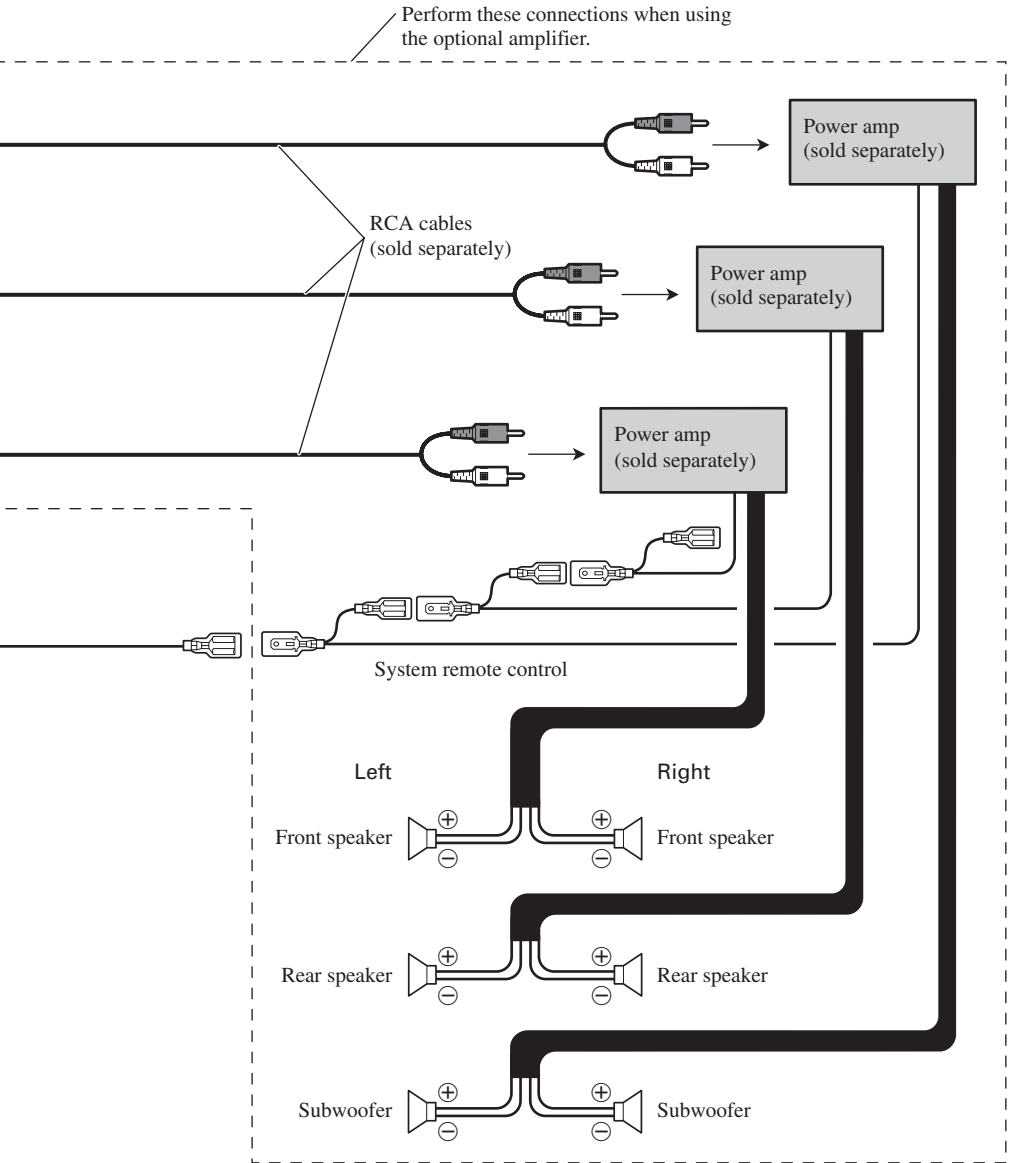 Perform these connections when using
the optional amplifier.
Power amp
(sold separately)
RCA cables
(sold separately)
Power amp
(sold separately)
Power amp
(sold separately)
System remote control
Left
Right
⊕
⊕
Front speaker
Front speaker
⊖
⊖
⊕
⊕
Rear speaker
Rear speaker
⊖
⊖
⊕
⊕
Subwoofer
Subwoofer
⊖
⊖